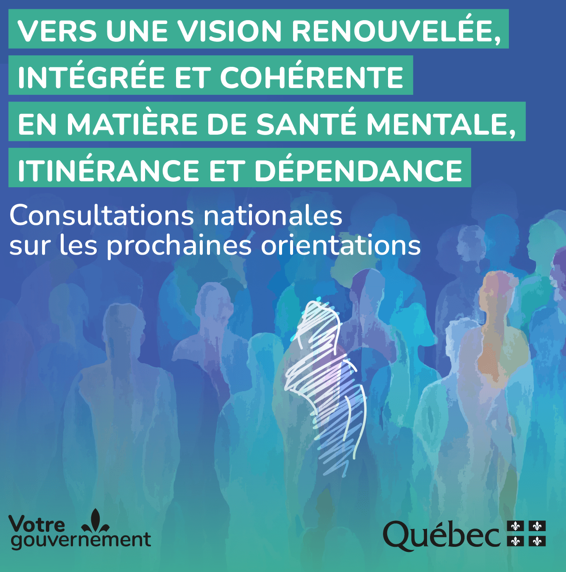 VERS UNE VISION RENOUVELÉE,
INTÉGRÉE ET COHÉRENTE
EN MATIÈRE DE SANTÉ MENTALE,
ITINÉRANCE ET DÉPENDANCE
Consultations nationales
sur les prochaines orientations
Votre
gouvernement
Québec